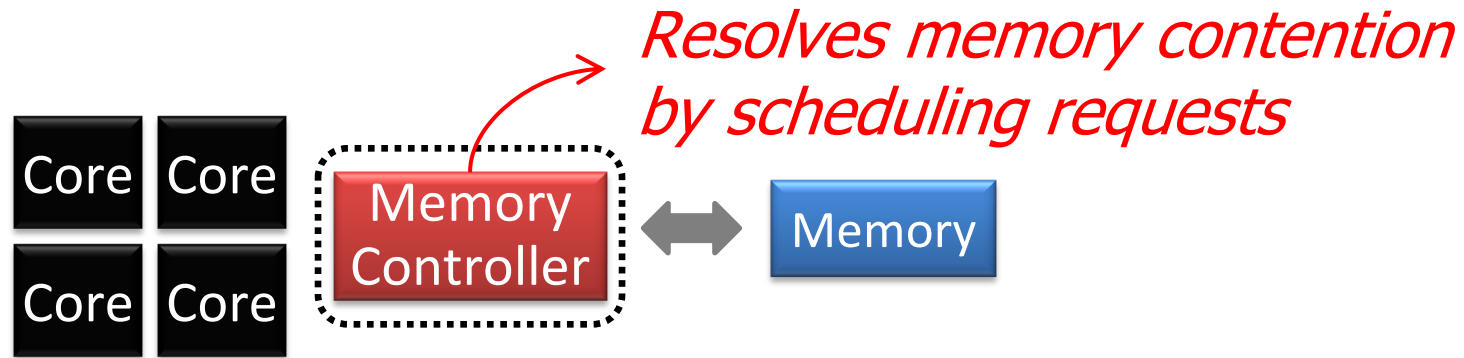 Resolves memory contention
by scheduling requests
Core Core
Core Core
Memory
Controller
Memory